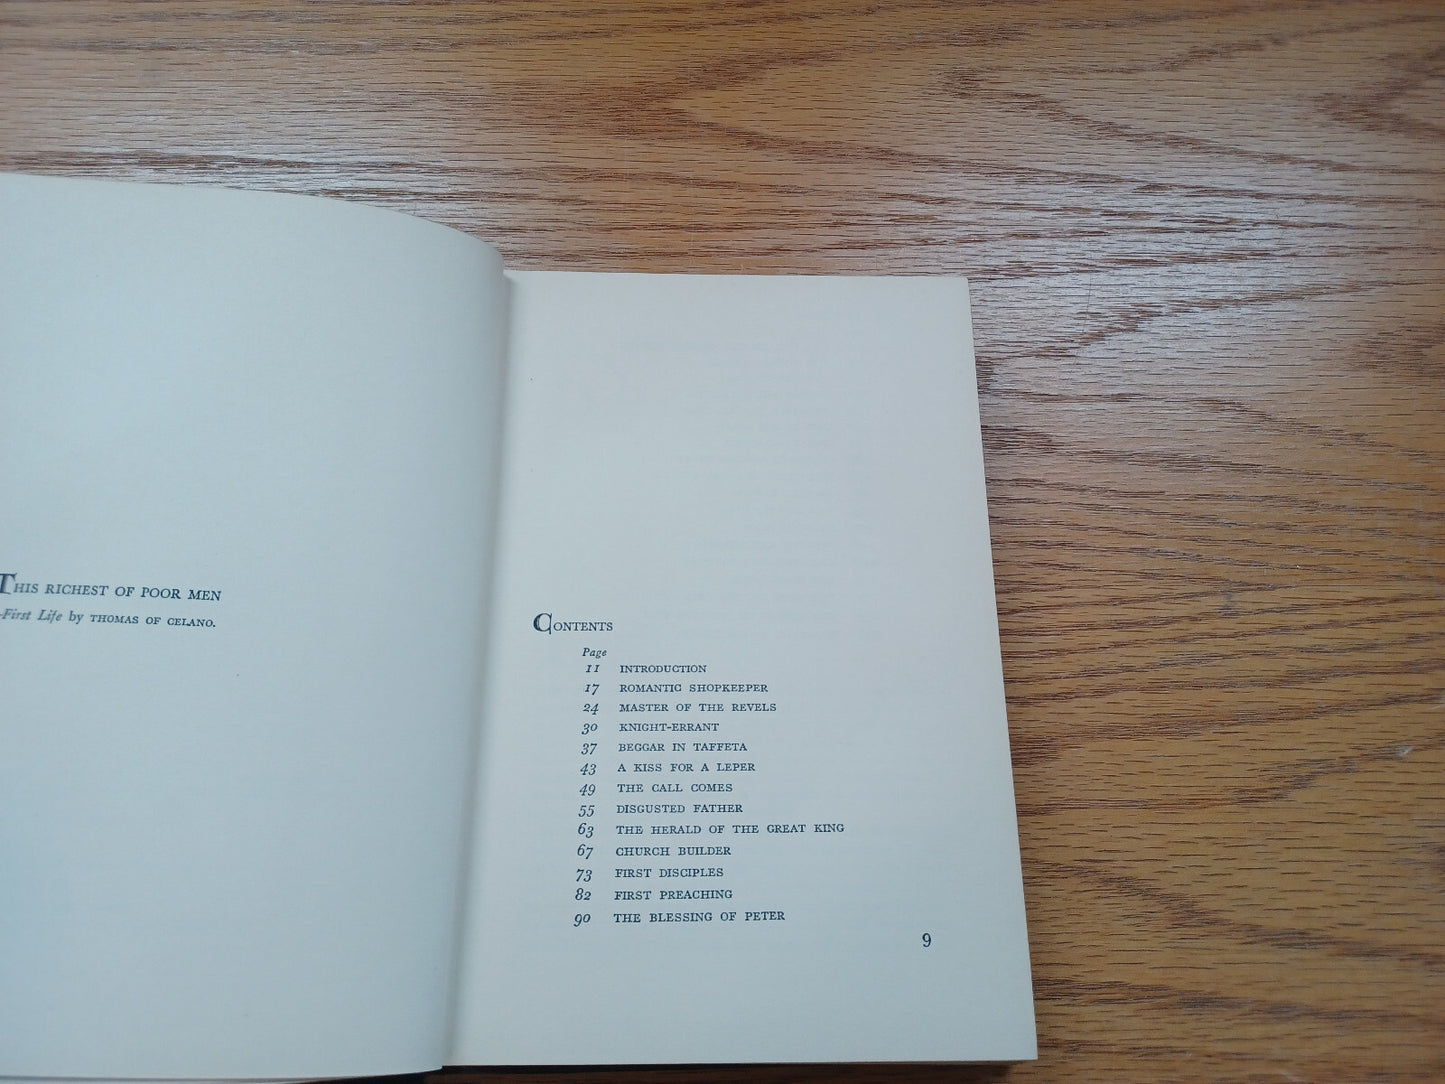 THIS RICHEST OF POOR MEN
First Life by THOMAS OF CELANO.
CONTENTS
Page
11 INTRODUCTION
17 ROMANTIC SHOPKEEPER
24 MASTER OF THE REVELS
30 KNIGHT-ERRANT
37 BEGGAR IN TAFFETA
43 A KISS FOR A LEPER
49 THE CALL COMES
55 DISGUSTED FATHER
63 THE HERALD OF THE GREAT KING
67 CHURCH BUILDER
73 FIRST DISCIPLES
82 FIRST PREACHING
90 THE BLESSING OF PETER
9